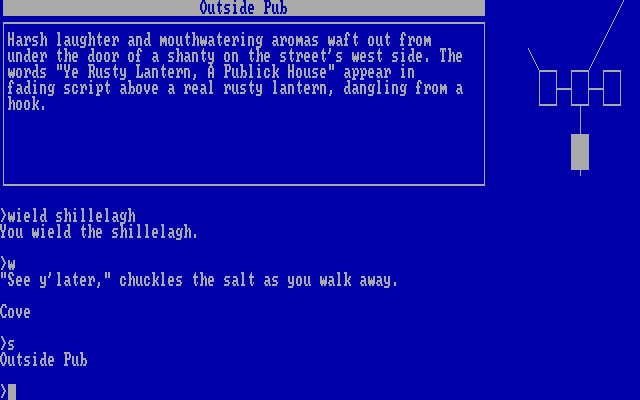 Outside Pub
Harsh laughter and mouthwatering aromas waft out from
under the door of a shanty on the street's west side. The
words "Ye Rusty Lantern, A Publick House" appear in
fading script above a real rusty lantern, dangling from a
hook.
>wield shillelagh
You wield the shillelagh.
>w
"See y'later," chuckles the salt as you walk away.
Cove
>s
Outside Pub
>